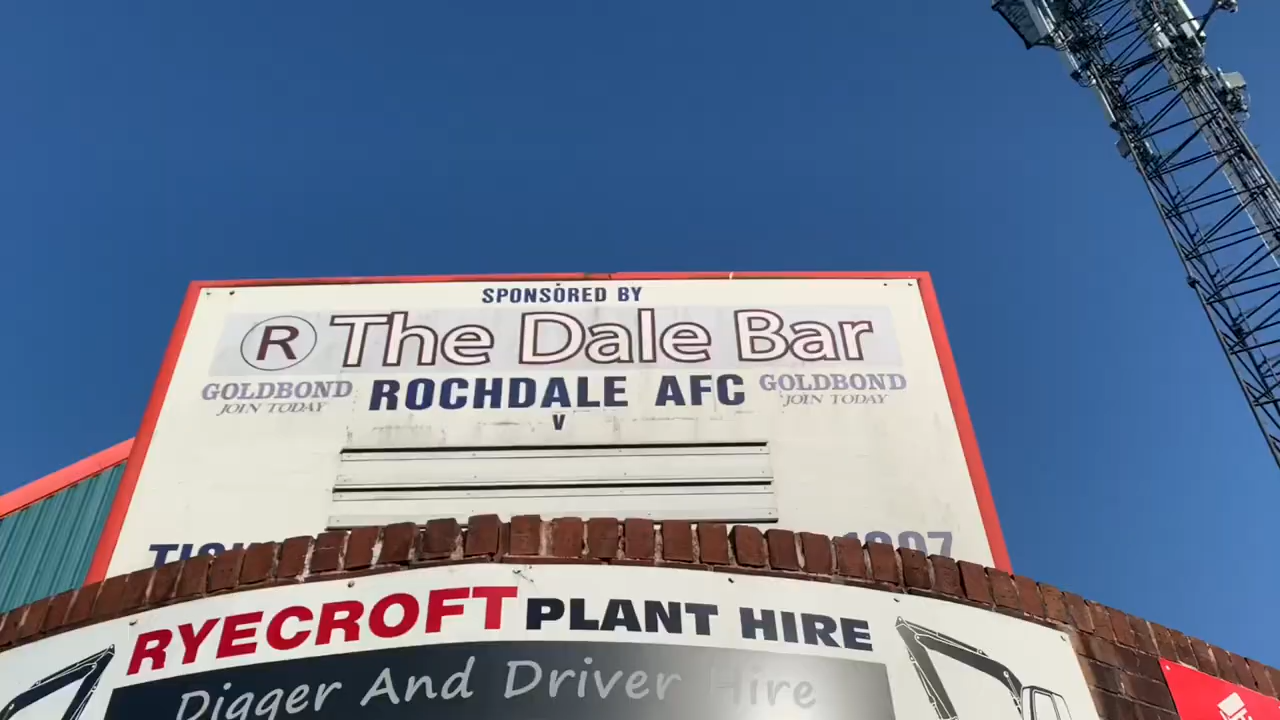 SPONSORED BY
R The Dale Bar
GOLDBOND ROCHDALE AFC GOLDBOND
JOIN TODAY JOIN TODAY
V
RYECROFT PLANT HIRE
Digger And Driver Hire